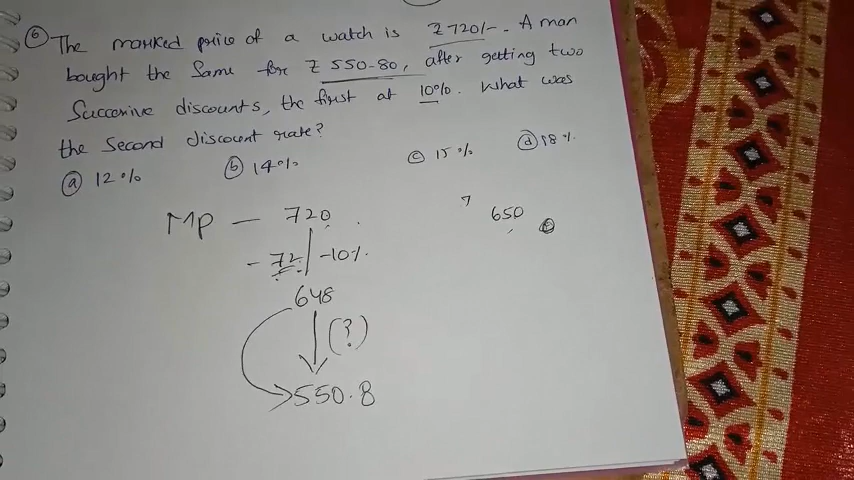 ⑥ The marked price of a watch is ₹720/-. A man
bought the same for ₹550-80, after getting two
Successive discounts, the first at 10%. What was
the second discount rate?
ⓐ 12% ⓑ 14% ⓒ 15% ⓓ 18%
MP — 720
- 72 -10%
7 650
648
(?)
550.8